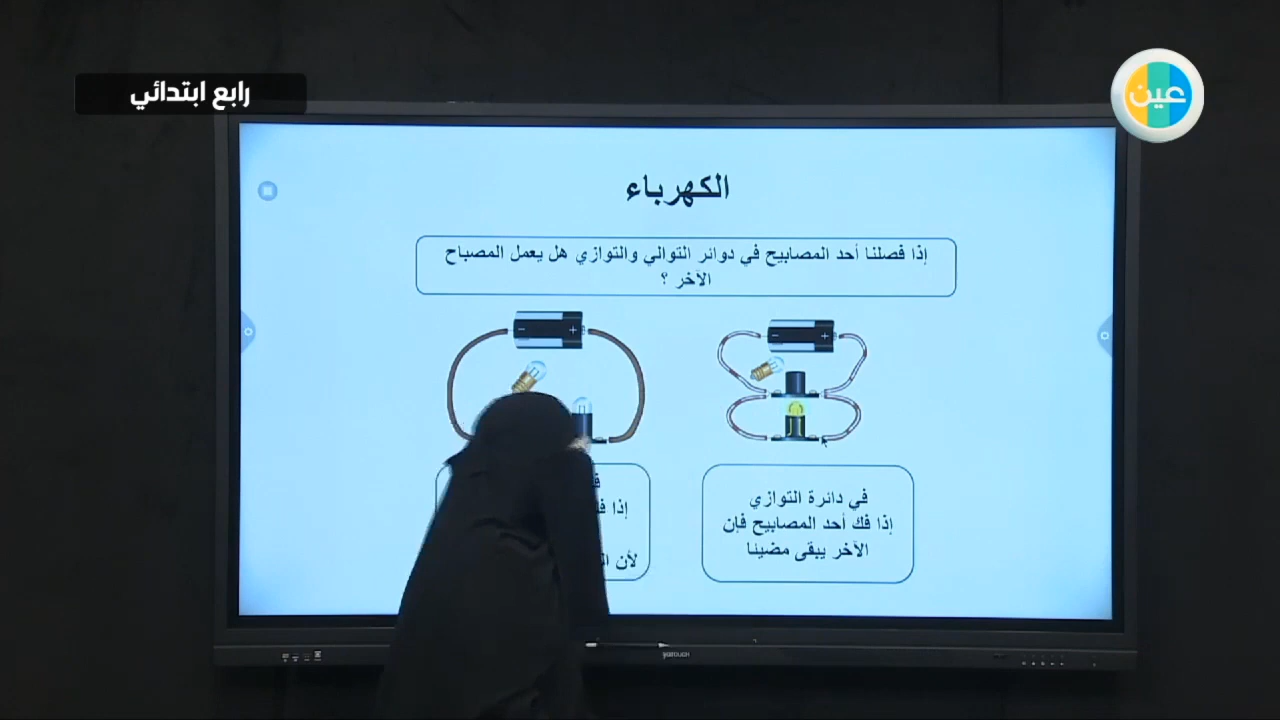 رابع ابتدائي
عين
الكهرباء
إذا فصلنا أحد المصابيح في دوائر التوالي والتوازي هل يعمل المصباح
الآخر ؟
في دائرة التوازي
إذا فك أحد المصابيح فإن
الآخر يبقى مضيئا
إذا
لأن